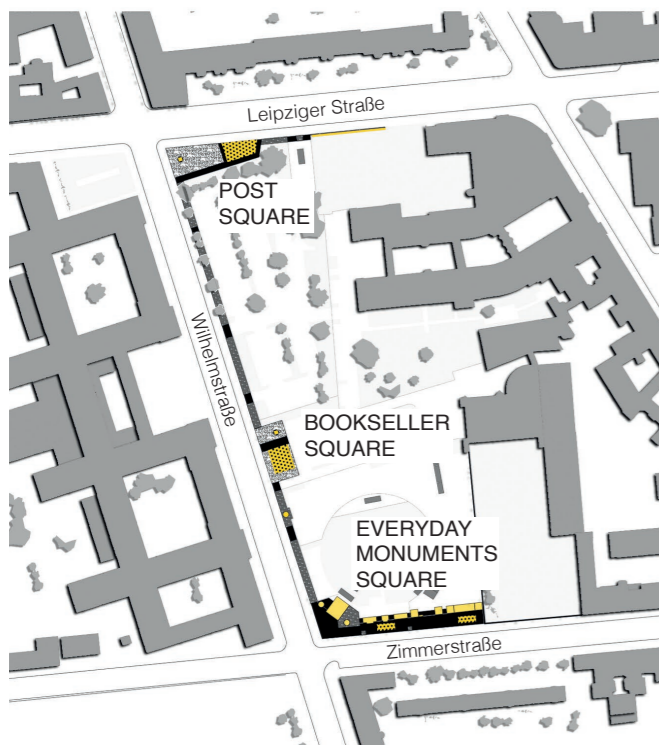 Leipziger Straße
POST
SQUARE
Wilhelmstraße
BOOKSELLER
SQUARE
EVERYDAY
MONUMENTS
SQUARE
Zimmerstraße